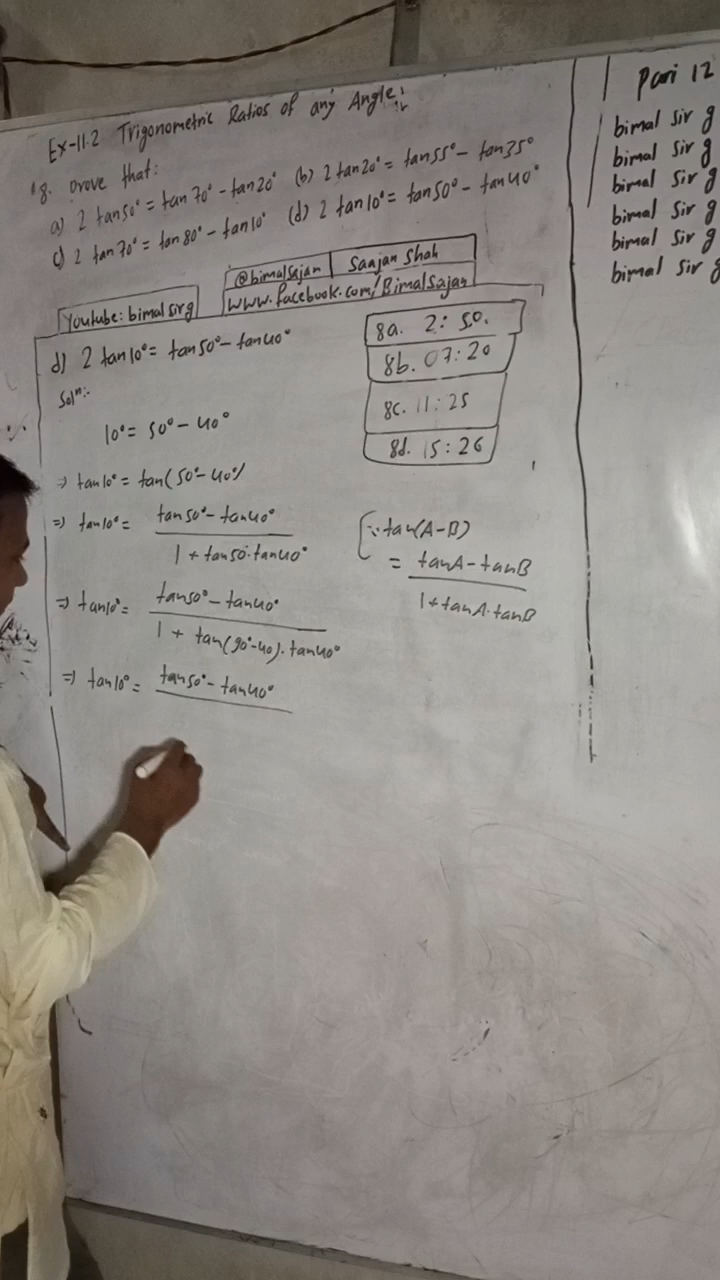 Ex-11.2 Trigonometric Ratios of any Angle:
*8. prove that:
a) 2 tan50° = tan70° - tan20° (b) 2 tan20° = tan55° - tan35°
c) 2 tan70° = tan80° - tan10° (d) 2 tan10° = tan50° - tan40°
@bimalsajan | Saajan Shah
Youtube: bimal sir g
www.facebook.com/BimalSajan
d) 2 tan10° = tan50° - tan40°
Solⁿ:-
10° = 50° - 40°
⇒ tan10° = tan(50° - 40°)
⇒ tan10° = tan50° - tan40°
1 + tan50°.tan40°
⇒ tan10° = tan50° - tan40°
1 + tan(90°-40).tan40°
⇒ tan10° = tan50° - tan40°
8a. 2:50.
8b. 07:20
8c. 11:25
8d. 15:26
∵ tan(A-B)
= tanA - tanB
1 + tanA.tanB
Pari 12
bimal sir g
bimal sir g
bimal sir g
bimal sir g
bimal sir g
bimal sir g